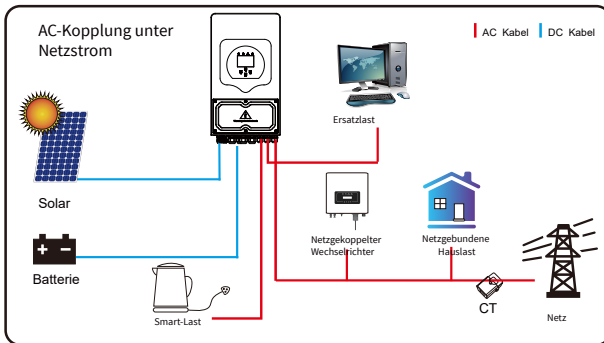 AC-Kopplung unter
Netzstrom
AC Kabel
DC Kabel
Ersatzlast
Solar
Netzgekoppelter
Wechselrichter
Netzgebundene
Hauslast
Batterie
Smart-Last
CT
Netz